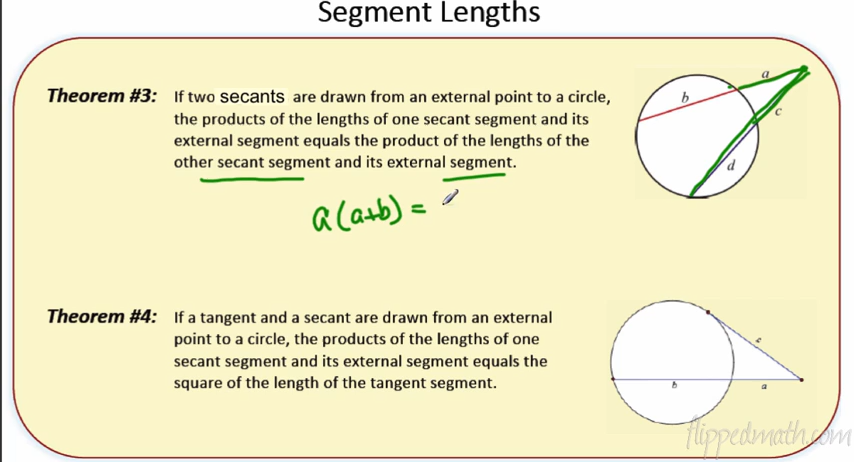 Segment Lengths
Theorem #3: If two secants are drawn from an external point to a circle,
the products of the lengths of one secant segment and its
external segment equals the product of the lengths of the
other secant segment and its external segment.
a
b
c
d
a(a+b) =
Theorem #4: If a tangent and a secant are drawn from an external
point to a circle, the products of the lengths of one
secant segment and its external segment equals the
square of the length of the tangent segment.
c
b
a
flippedmath.com